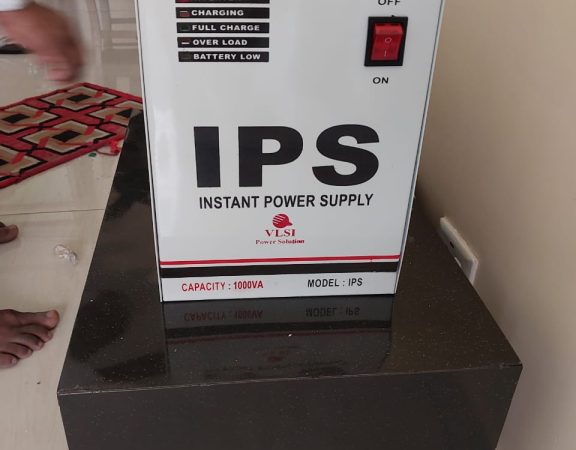 OFF
CHARGING
FULL CHARGE
OVER LOAD
BATTERY LOW
ON
IPS
INSTANT POWER SUPPLY
VLSI
Power Solution
CAPACITY : 1000VA
MODEL : IPS